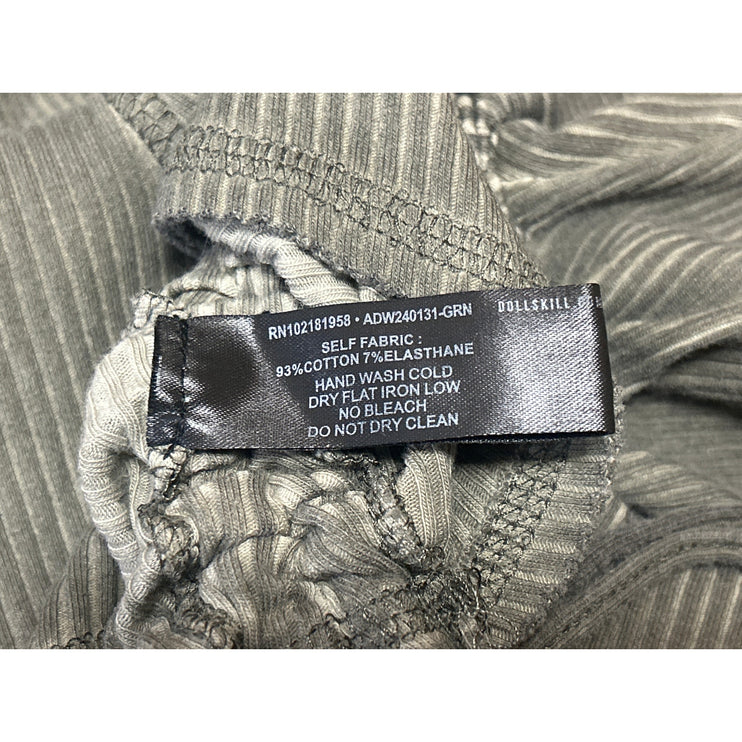 RN102181958 • ADW240131-GRN
SELF FABRIC :
93%COTTON 7%ELASTHANE
HAND WASH COLD
DRY FLAT IRON LOW
NO BLEACH
DO NOT DRY CLEAN